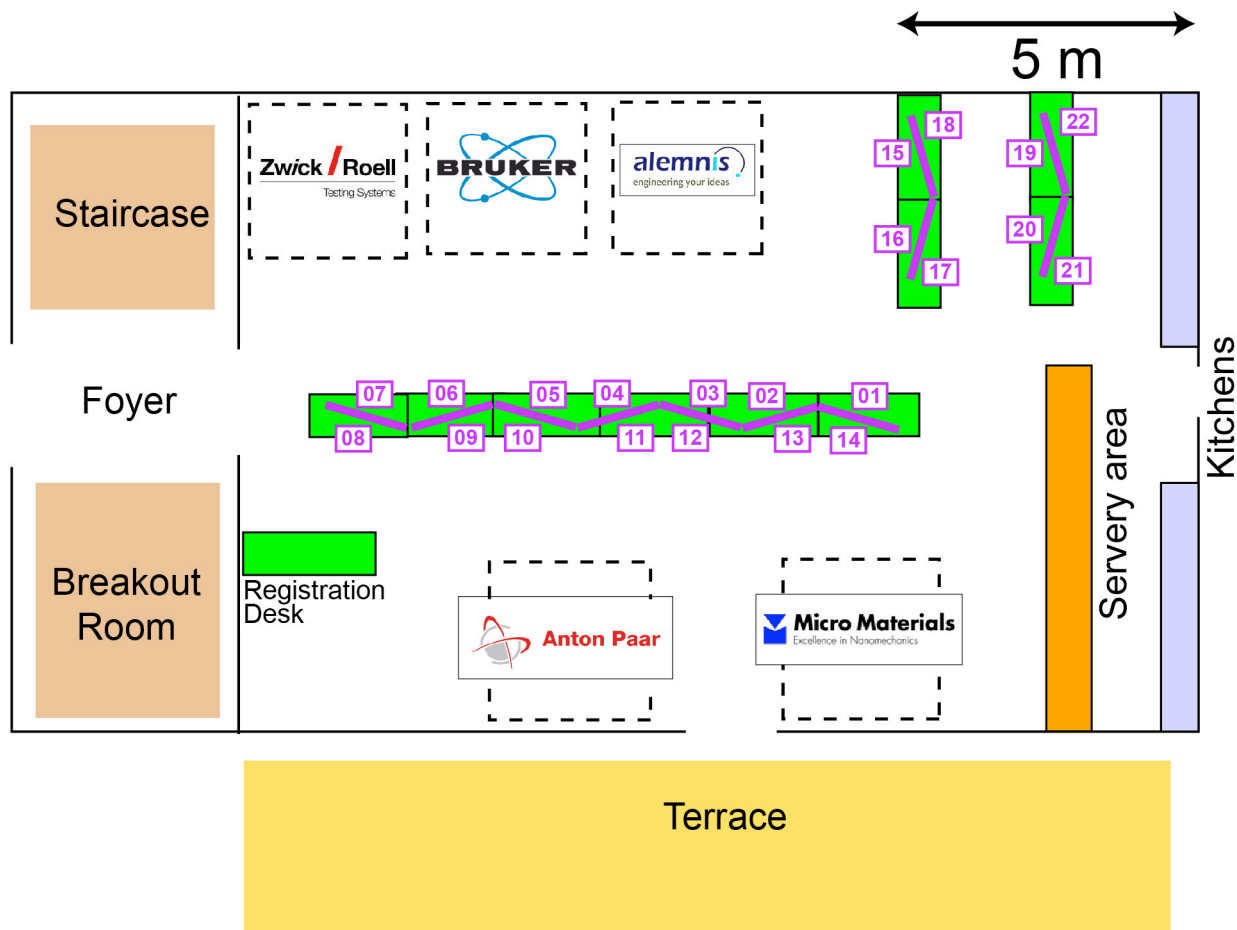 5 m
Staircase
Zwick / Roell
Testing Systems
BRUKER
alemnis
engineering your ideas
18
15
16
17
22
19
20
21
Foyer
07
06
05
04
03
02
01
08
09
10
11
12
13
14
Kitchens
Servery area
Breakout
Room
Registration
Desk
Anton Paar
Micro Materials
Excellence in Nanomechanics
Terrace